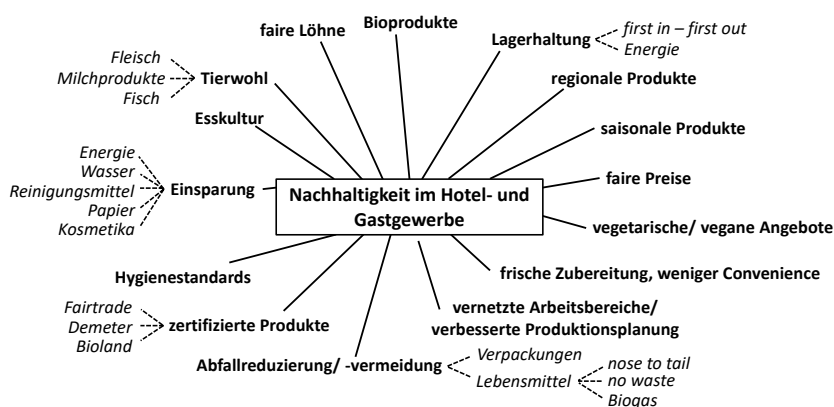 Bioprodukte
faire Löhne
Lagerhaltung
first in – first out
Energie
Fleisch
Milchprodukte
Fisch
Tierwohl
regionale Produkte
Esskultur
saisonale Produkte
Energie
Wasser
Reinigungsmittel
Papier
Kosmetika
Einsparung
Nachhaltigkeit im Hotel- und
Gastgewerbe
faire Preise
vegetarische/ vegane Angebote
Hygienestandards
frische Zubereitung, weniger Convenience
Fairtrade
Demeter
Bioland
zertifizierte Produkte
vernetzte Arbeitsbereiche/
verbesserte Produktionsplanung
Abfallreduzierung/ -vermeidung
Verpackungen
Lebensmittel
nose to tail
no waste
Biogas